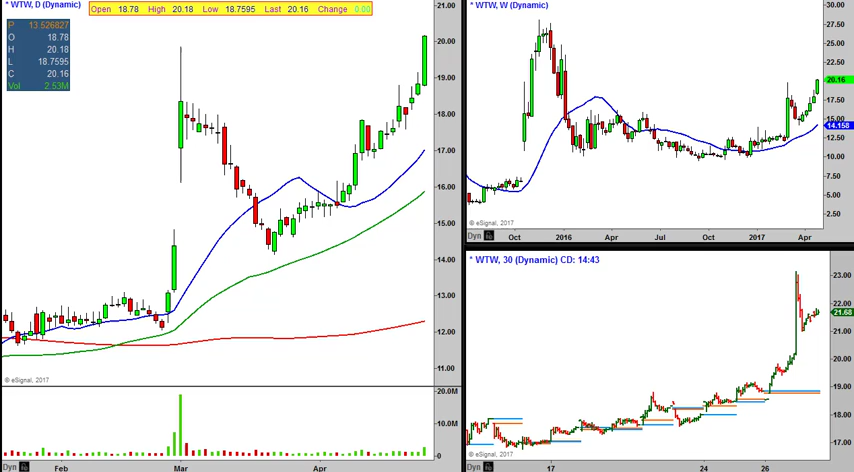 * WTW, D (Dynamic)
Open 18.78 High 20.18 Low 18.7595 Last 20.16 Change 0.00
P 13.526827
O 18.78
H 20.18
L 18.7595
C 20.16
Vol 2.53M
21.00
20.00
19.00
18.00
17.00
16.00
15.00
14.00
13.00
12.00
11.00
© eSignal, 2017
20.0M
10.0M
0
Dyn Feb Mar Apr
* WTW, W (Dynamic)
30.00
27.50
25.00
22.50
20.16
17.50
14.158
12.50
10.00
7.50
5.00
2.50
© eSignal, 2017
Dyn Oct 2016 Apr Jul Oct 2017 Apr
* WTW, 30 (Dynamic) CD: 14:43
23.00
22.00
21.68
21.00
20.00
19.00
18.00
17.00
© eSignal, 2017
Dyn 17 24 26